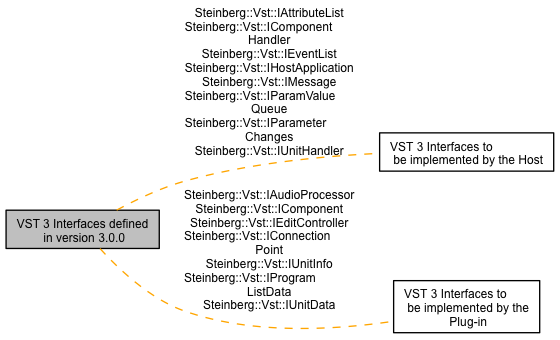 Steinberg::Vst::IAttributeList
Steinberg::Vst::IComponent
Handler
Steinberg::Vst::IEventList
Steinberg::Vst::IHostApplication
Steinberg::Vst::IMessage
Steinberg::Vst::IParamValue
Queue
Steinberg::Vst::IParameter
Changes
Steinberg::Vst::IUnitHandler
VST 3 Interfaces to
be implemented by the Host
Steinberg::Vst::IAudioProcessor
Steinberg::Vst::IComponent
Steinberg::Vst::IEditController
Steinberg::Vst::IConnection
Point
Steinberg::Vst::IUnitInfo
Steinberg::Vst::IProgram
ListData
Steinberg::Vst::IUnitData
VST 3 Interfaces defined
in version 3.0.0
VST 3 Interfaces to
be implemented by the
Plug-in